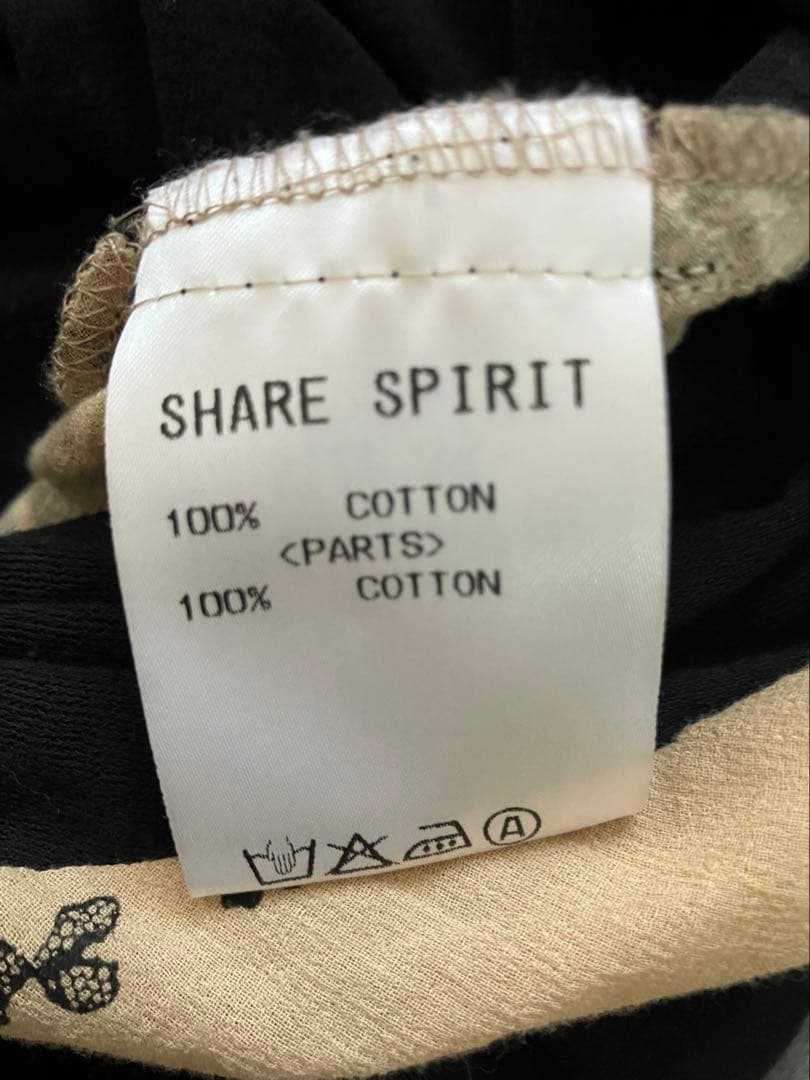 SHARE SPIRIT
100% COTTON
<PARTS>
100% COTTON
A